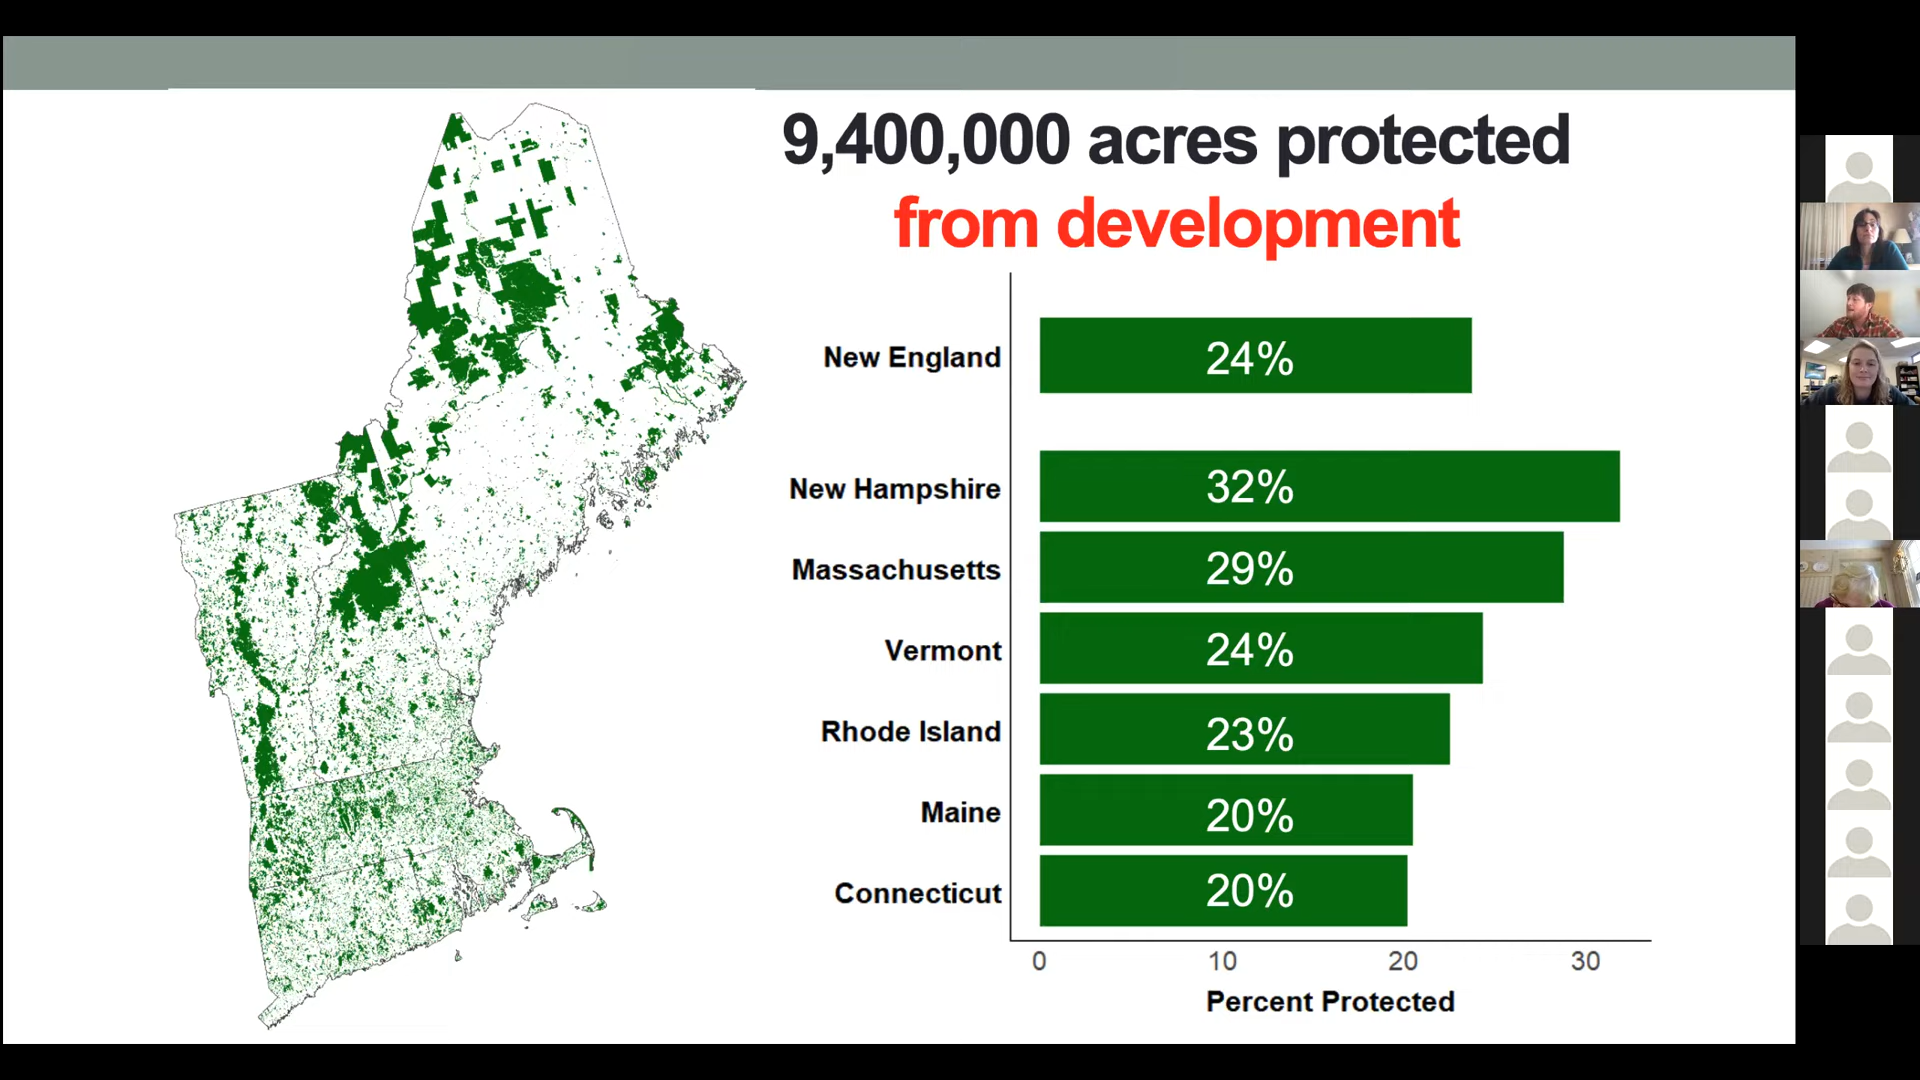 9,400,000 acres protected
from development
New England 24%
New Hampshire 32%
Massachusetts 29%
Vermont 24%
Rhode Island 23%
Maine 20%
Connecticut 20%
0 10 20 30
Percent Protected